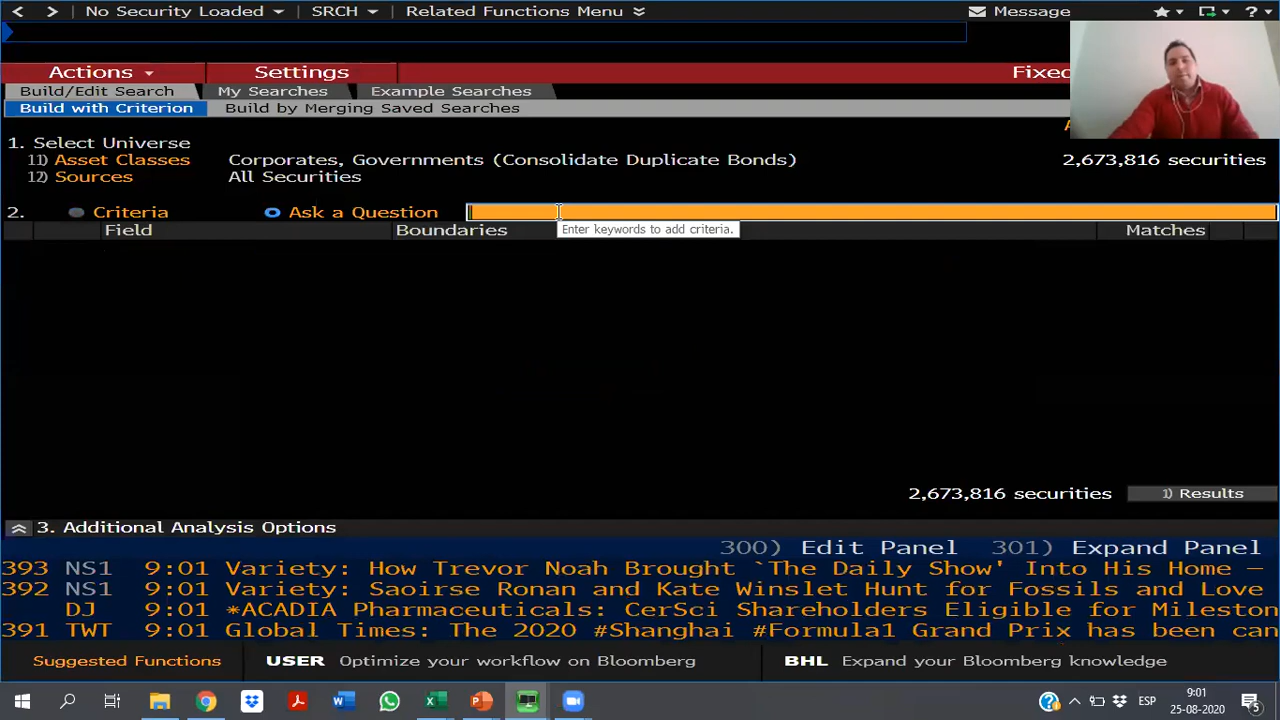 No Security Loaded SRCH Related Functions Menu Message ?
Actions Settings Fixed
Build/Edit Search My Searches Example Searches
Build with Criterion Build by Merging Saved Searches
1. Select Universe
11) Asset Classes Corporates, Governments (Consolidate Duplicate Bonds) 2,673,816 securities
12) Sources All Securities
2. Criteria Ask a Question
Enter keywords to add criteria.
Field Boundaries Matches
2,673,816 securities 1) Results
3. Additional Analysis Options
300) Edit Panel 301) Expand Panel
393 NS1 9:01 Variety: How Trevor Noah Brought `The Daily Show' Into His Home —
392 NS1 9:01 Variety: Saoirse Ronan and Kate Winslet Hunt for Fossils and Love
DJ 9:01 *ACADIA Pharmaceuticals: CerSci Shareholders Eligible for Mileston
391 TWT 9:01 Global Times: The 2020 #Shanghai #Formula1 Grand Prix has been can
Suggested Functions USER Optimize your workflow on Bloomberg BHL Expand your Bloomberg knowledge
ESP 9:01
25-08-2020 5